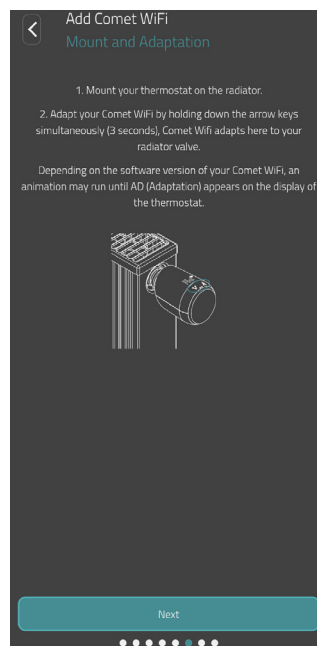 Add Comet WiFi
Mount and Adaptation
1. Mount your thermostat on the radiator.
2. Adapt your Comet WiFi by holding down the arrow keys
simultaneously (3 seconds), Comet Wifi adapts here to your
radiator valve.
Depending on the software version of your Comet WiFi, an
animation may run until AD (Adaptation) appears on the display of
the thermostat.
Next